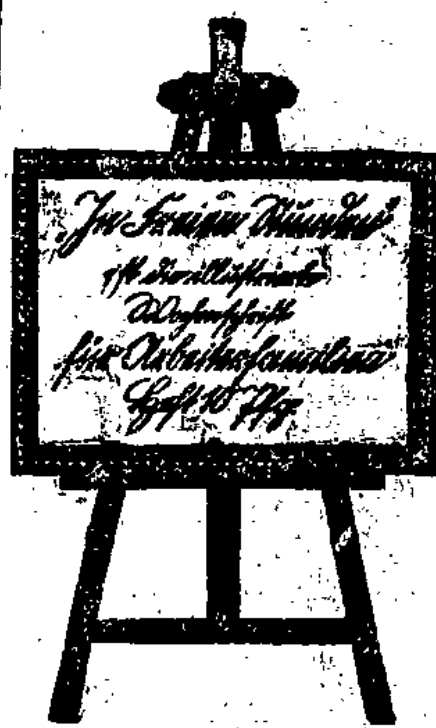 „In Freien Stunden“
ist die illustrierte
Wochenschrift
für Arbeiterfamilien
Heft 10 Pfg.